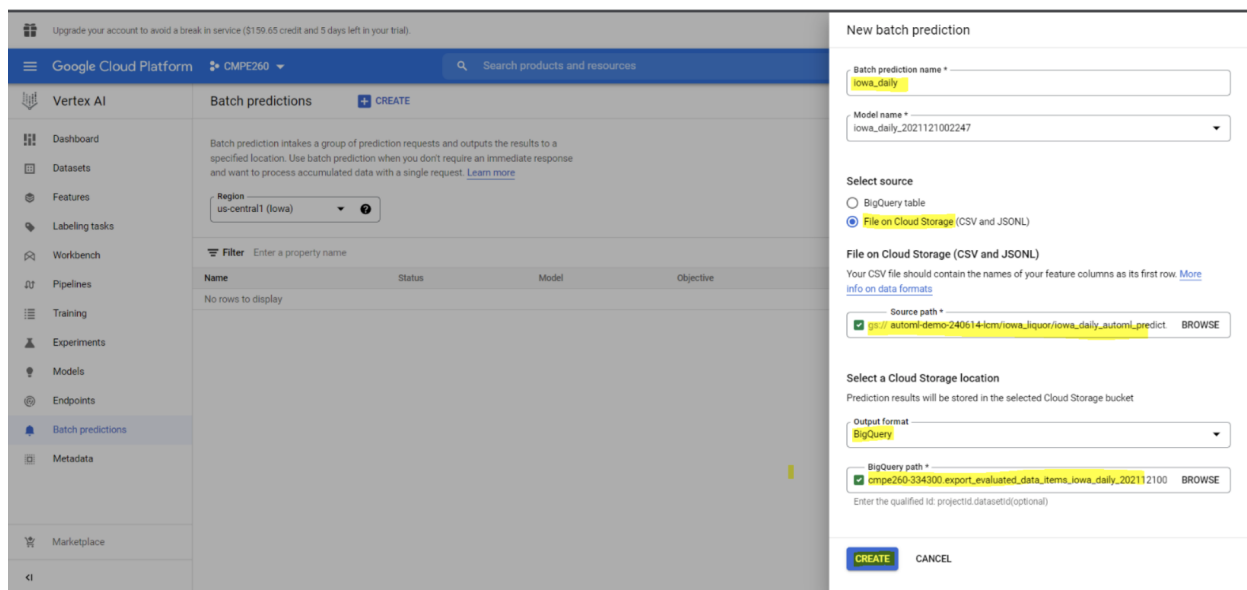 Upgrade your account to avoid a break in service ($159.65 credit and 5 days left in your trial).
Google Cloud Platform
CMPE260
Search products and resources
Vertex AI
Dashboard
Datasets
Features
Labeling tasks
Workbench
Pipelines
Training
Experiments
Models
Endpoints
Batch predictions
Metadata
Marketplace
Batch predictions
CREATE
Batch prediction intakes a group of prediction requests and outputs the results to a
specified location. Use batch prediction when you don't require an immediate response
and want to process accumulated data with a single request. Learn more
Region
us-central1 (Iowa)
Filter Enter a property name
Name Status Model Objective
No rows to display
New batch prediction
Batch prediction name *
iowa_daily
Model name *
iowa_daily_2021121002247
Select source
BigQuery table
File on Cloud Storage (CSV and JSONL)
File on Cloud Storage (CSV and JSONL)
Your CSV file should contain the names of your feature columns as its first row. More
info on data formats
Source path *
gs:// automl-demo-240614-lcm/iowa_liquor/iowa_daily_automl_predict.
BROWSE
Select a Cloud Storage location
Prediction results will be stored in the selected Cloud Storage bucket
Output format
BigQuery
BigQuery path *
cmpe260-334300.export_evaluated_data_items_iowa_daily_202112100
BROWSE
Enter the qualified Id: projectId.datasetId(optional)
CREATE
CANCEL